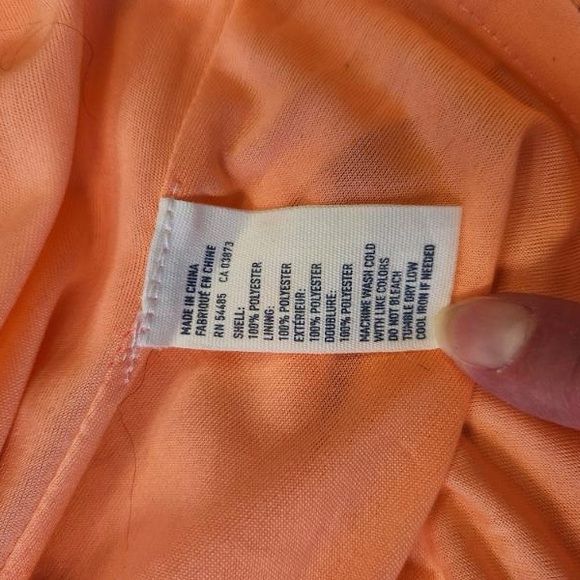 MADE IN CHINA
FABRIQUÉ EN CHINE
RN 54485 CA 03873
SHELL:
100% POLYESTER
LINING:
100% POLYESTER
EXTÉRIEUR:
100% POLYESTER
DOUBLURE:
100% POLYESTER
MACHINE WASH COLD
WITH LIKE COLORS
DO NOT BLEACH
TUMBLE DRY LOW
COOL IRON IF NEEDED